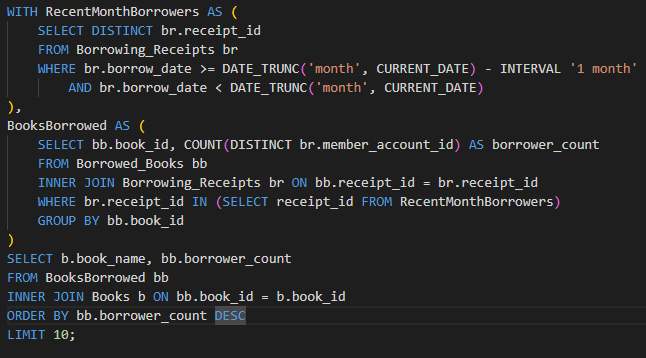 WITH RecentMonthBorrowers AS (
    SELECT DISTINCT br.receipt_id
    FROM Borrowing_Receipts br
    WHERE br.borrow_date >= DATE_TRUNC('month', CURRENT_DATE) - INTERVAL '1 month'
        AND br.borrow_date < DATE_TRUNC('month', CURRENT_DATE)
),
BooksBorrowed AS (
    SELECT bb.book_id, COUNT(DISTINCT br.member_account_id) AS borrower_count
    FROM Borrowed_Books bb
    INNER JOIN Borrowing_Receipts br ON bb.receipt_id = br.receipt_id
    WHERE br.receipt_id IN (SELECT receipt_id FROM RecentMonthBorrowers)
    GROUP BY bb.book_id
)
SELECT b.book_name, bb.borrower_count
FROM BooksBorrowed bb
INNER JOIN Books b ON bb.book_id = b.book_id
ORDER BY bb.borrower_count DESC
LIMIT 10;